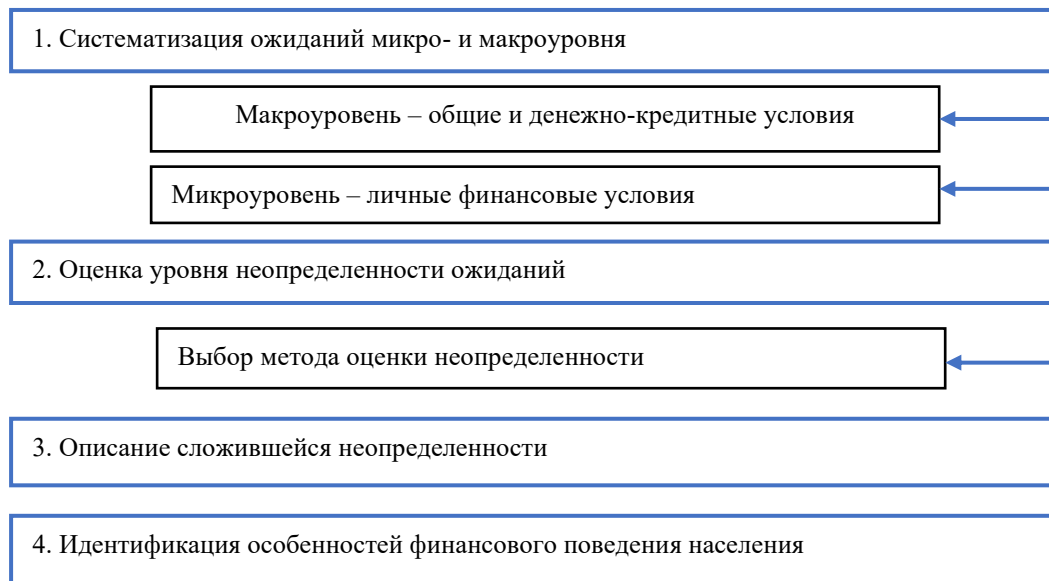 1. Систематизация ожиданий микро- и макроуровня
Макроуровень – общие и денежно-кредитные условия
Микроуровень – личные финансовые условия
2. Оценка уровня неопределенности ожиданий
Выбор метода оценки неопределенности
3. Описание сложившейся неопределенности
4. Идентификация особенностей финансового поведения населения